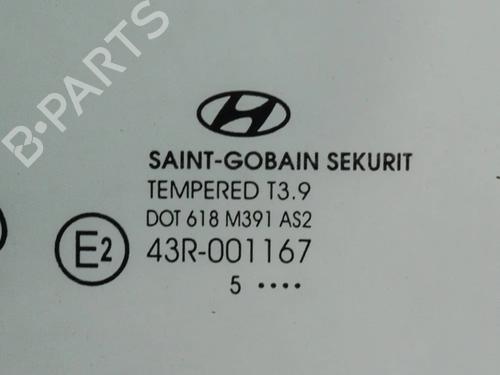 B-PARTS
SAINT-GOBAIN SEKURIT
TEMPERED T3.9
DOT 618 M391 AS2
E2 43R-001167
5 ••••